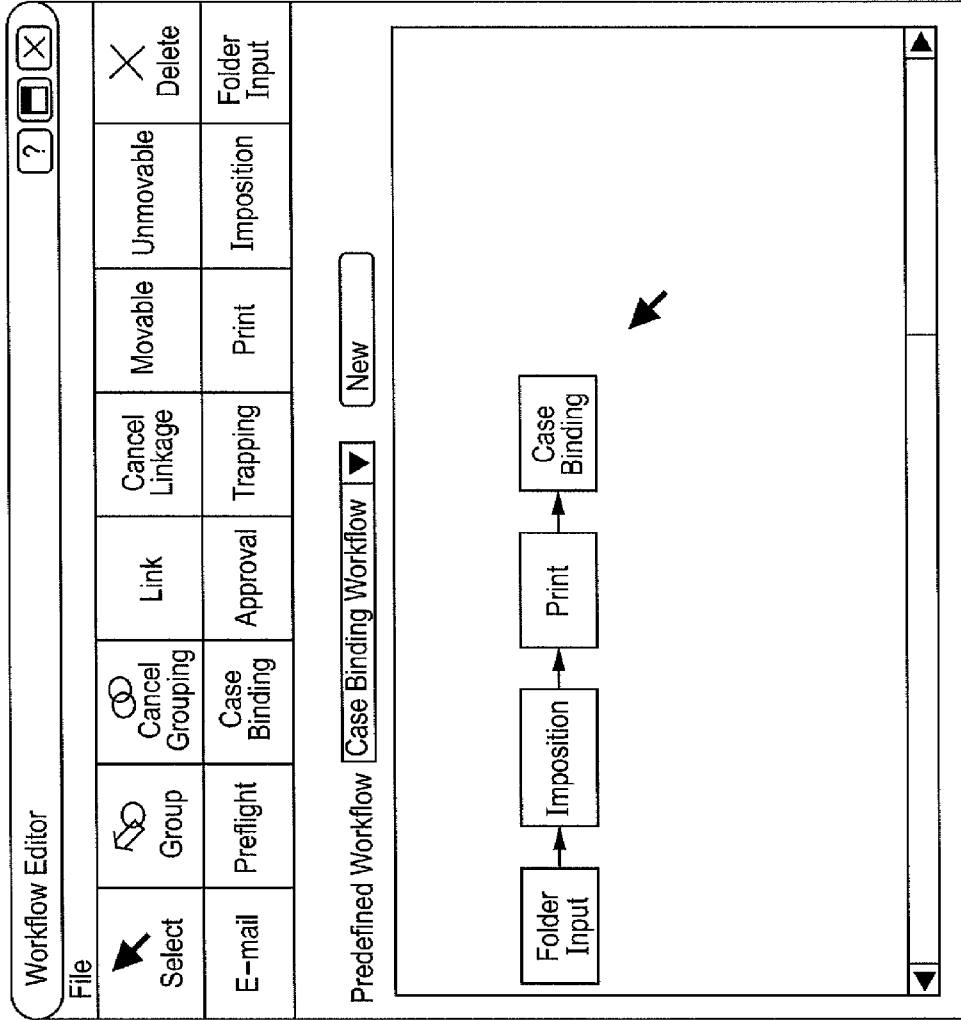 Workflow Editor
?
File
Select
Group
Cancel
Grouping
Link
Cancel
Linkage
Movable
Unmovable
Delete
E-mail
Preflight
Case
Binding
Approval
Trapping
Print
Imposition
Folder
Input
Predefined Workflow
Case Binding Workflow
New
Folder
Input
Imposition
Print
Case
Binding